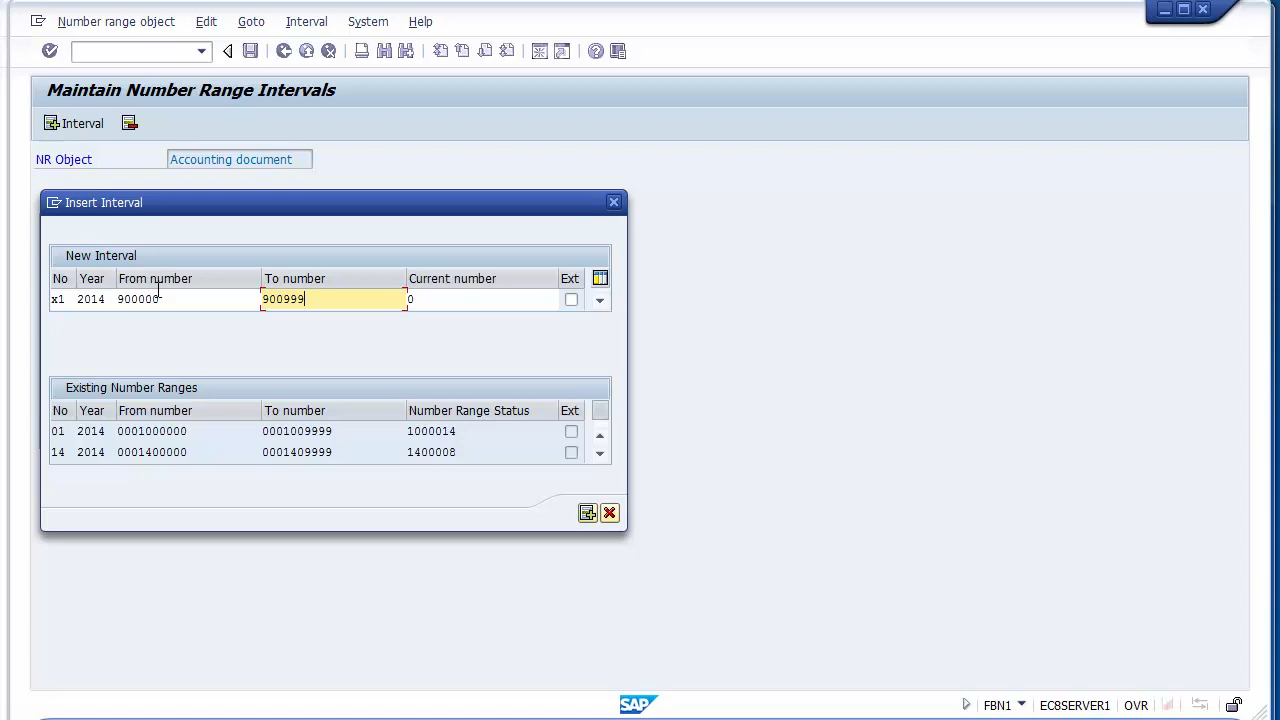 Number range object Edit Goto Interval System Help
Maintain Number Range Intervals
Interval
NR Object Accounting document
Insert Interval
New Interval
No Year From number To number Current number Ext
x1 2014 900000 900999 0
Existing Number Ranges
No Year From number To number Number Range Status Ext
01 2014 0001000000 0001009999 1000014
14 2014 0001400000 0001409999 1400008
SAP FBN1 EC8SERVER1 OVR